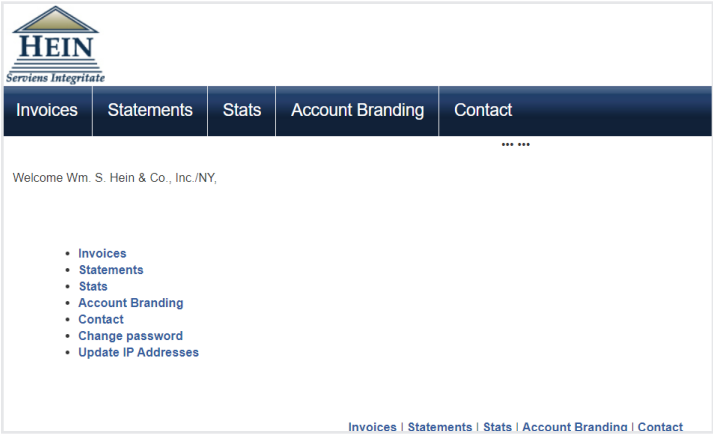 HEIN
Serviens Integritate
Invoices Statements Stats Account Branding Contact
••• •••
Welcome Wm. S. Hein & Co., Inc./NY,
• Invoices
• Statements
• Stats
• Account Branding
• Contact
• Change password
• Update IP Addresses
Invoices | Statements | Stats | Account Branding | Contact